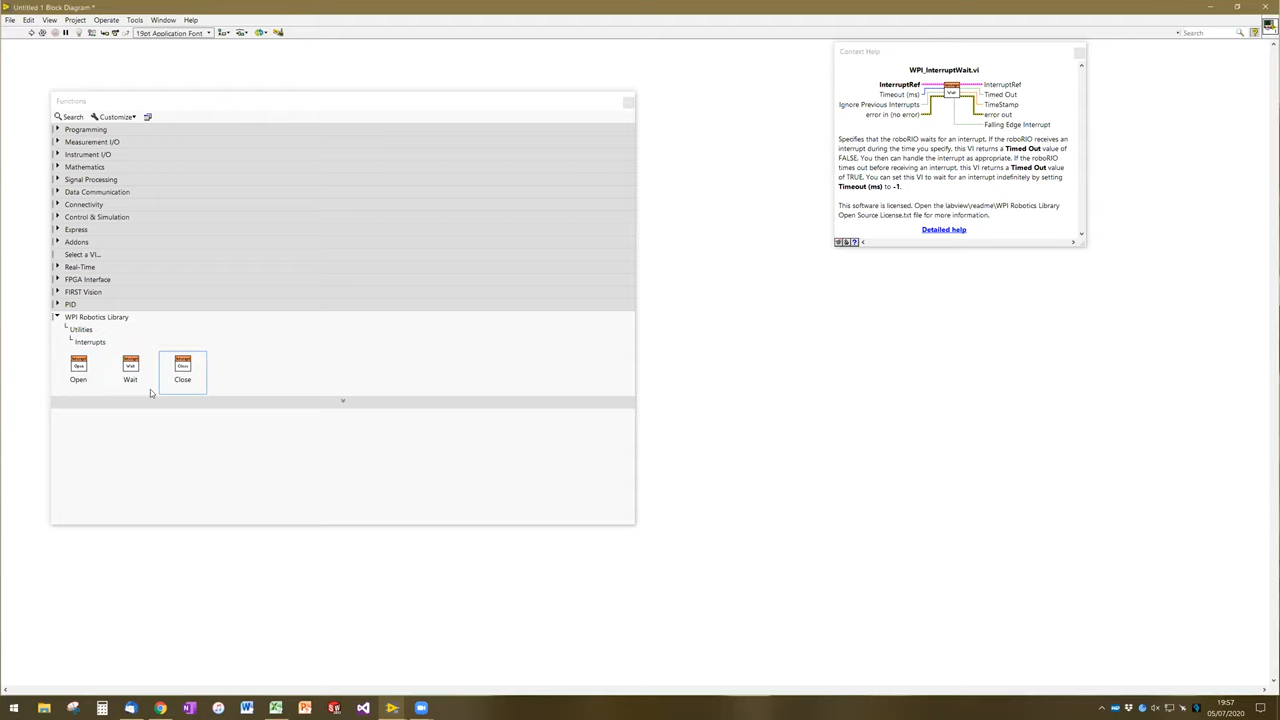 Untitled 1 Block Diagram *
File Edit View Project Operate Tools Window Help
19pt Application Font
Search
Context Help
WPI_InterruptWait.vi
InterruptRef InterruptRef
Timeout (ms) Timed Out
Ignore Previous Interrupts TimeStamp
error in (no error) error out
Falling Edge Interrupt
Wait
Specifies that the roboRIO waits for an interrupt. If the roboRIO receives an
interrupt during the time you specify, this VI returns a Timed Out value of
FALSE. You then can handle the interrupt as appropriate. If the roboRIO
times out before receiving an interrupt, this VI returns a Timed Out value
of TRUE. You can set this VI to wait for an interrupt indefinitely by setting
Timeout (ms) to -1.
This software is licensed. Open the labview\readme\WPI Robotics Library
Open Source License.txt file for more information.
Detailed help
Functions
Search Customize
Programming
Measurement I/O
Instrument I/O
Mathematics
Signal Processing
Data Communication
Connectivity
Control & Simulation
Express
Addons
Select a VI...
Real-Time
FPGA Interface
FIRST Vision
PID
WPI Robotics Library
Utilities
Interrupts
Open Wait Close
Open Wait Close
19:57
05/07/2020